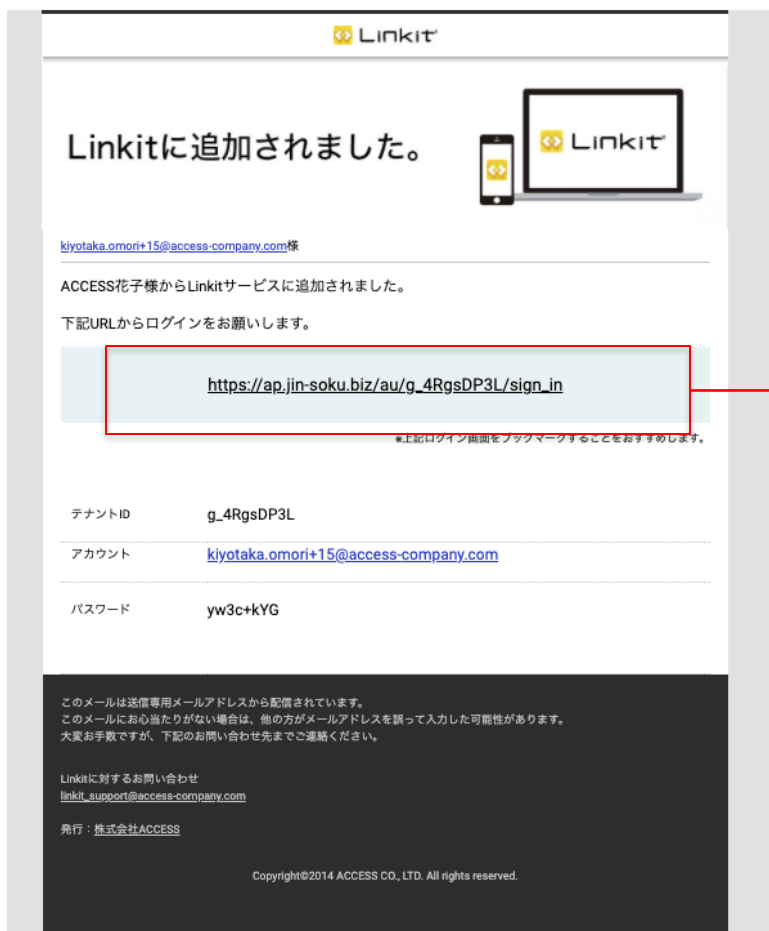 Linkit
Linkitに追加されました。
Linkit
kiyotaka.omori+15@access-company.com様
ACCESS花子様からLinkitサービスに追加されました。
下記URLからログインをお願いします。
https://ap.jin-soku.biz/au/g_4RgsDP3L/sign_in
※上記ログイン画面をブックマークすることをおすすめします。
テナントID g_4RgsDP3L
アカウント kiyotaka.omori+15@access-company.com
パスワード yw3c+kYG
このメールは送信専用メールアドレスから配信されています。
このメールにお心当たりがない場合は、他の方がメールアドレスを誤って入力した可能性があります。
大変お手数ですが、下記のお問い合わせ先までご連絡ください。
Linkitに対するお問い合わせ
linkit_support@access-company.com
発行：株式会社ACCESS
Copyright©2014 ACCESS CO., LTD. All rights reserved.